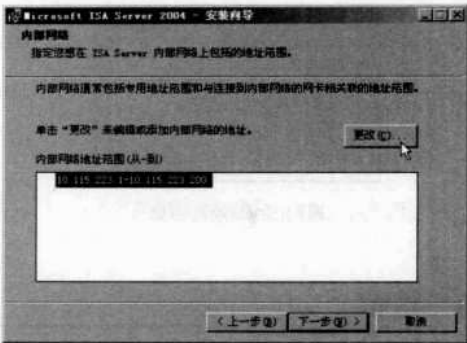 Microsoft ISA Server 2004 - 安装向导
内部网络
指定您想在 ISA Server 内部网络上包括的地址范围。
内部网络通常包括专用地址范围和与连接到内部网络的网卡相关联的地址范围。
单击“更改”来编辑或添加内部网络的地址。
更改(C)...
内部网络地址范围(从-到)
10.115.223.1-10.115.223.200
<上一步(B) 下一步(N)> 取消